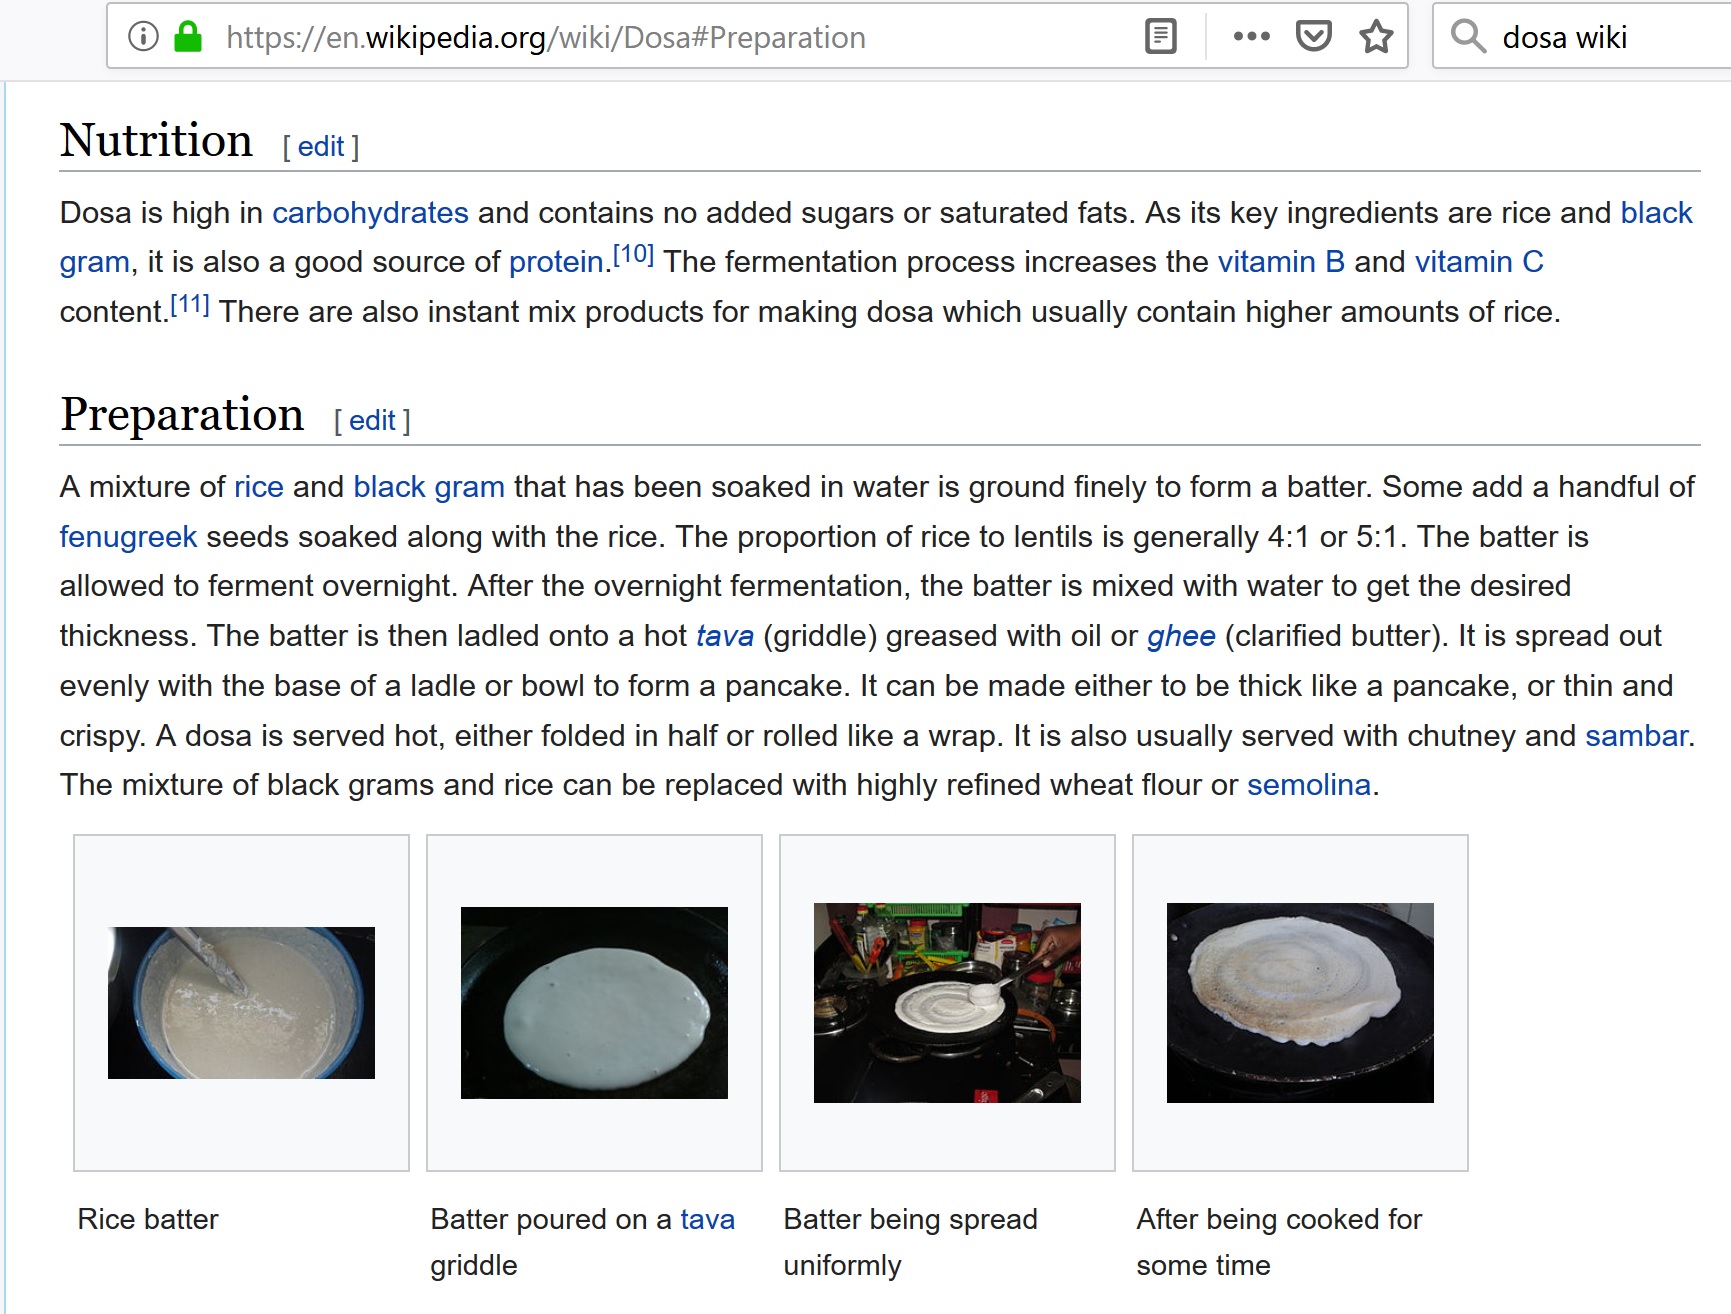 https://en.wikipedia.org/wiki/Dosa#Preparation
dosa wiki
Nutrition [ edit ]
Dosa is high in carbohydrates and contains no added sugars or saturated fats. As its key ingredients are rice and black
gram, it is also a good source of protein.[10] The fermentation process increases the vitamin B and vitamin C
content.[11] There are also instant mix products for making dosa which usually contain higher amounts of rice.
Preparation [ edit ]
A mixture of rice and black gram that has been soaked in water is ground finely to form a batter. Some add a handful of
fenugreek seeds soaked along with the rice. The proportion of rice to lentils is generally 4:1 or 5:1. The batter is
allowed to ferment overnight. After the overnight fermentation, the batter is mixed with water to get the desired
thickness. The batter is then ladled onto a hot tava (griddle) greased with oil or ghee (clarified butter). It is spread out
evenly with the base of a ladle or bowl to form a pancake. It can be made either to be thick like a pancake, or thin and
crispy. A dosa is served hot, either folded in half or rolled like a wrap. It is also usually served with chutney and sambar.
The mixture of black grams and rice can be replaced with highly refined wheat flour or semolina.
Rice batter
Batter poured on a tava
griddle
Batter being spread
uniformly
After being cooked for
some time